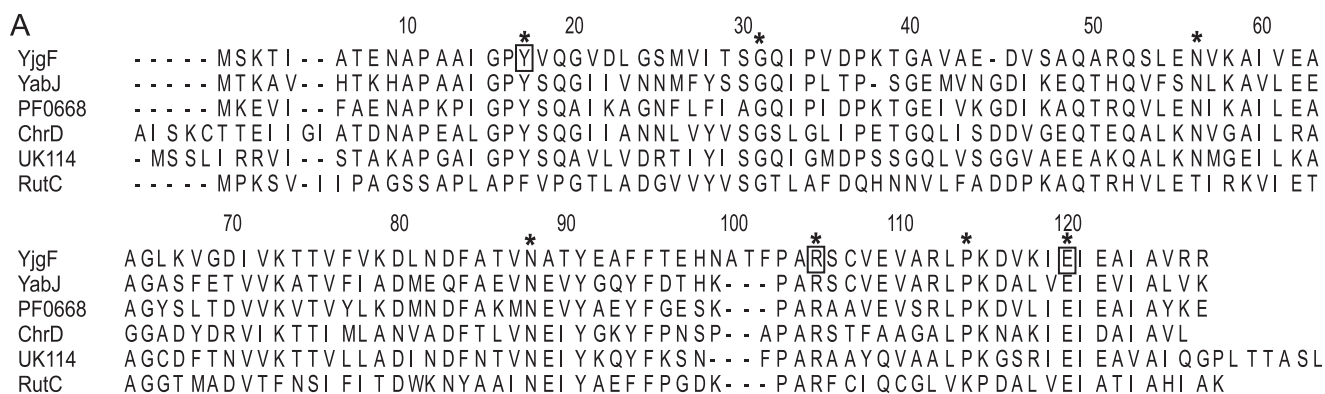 A
10 20 30 40 50 60
* * *
YjgF - - - - - MSKTI - - ATENAPAAIGPYVQGVDLGSMVITSGQIPVDPKTGAVAE-DVSAQARQSLENVKAIVEA
YabJ - - - - - MTKAV - - HTKHAPAAIGPYSQGIIVNNMFYSSGQIPLTP-SGEMVNGDIKEQTHQVFSNLKAVLEE
PF0668 - - - - - MKEVI - - FAENAPKPIGPYSQAIKAGNFLFIAGQIPIDPKTGEIVKGDIKDQTRQVLENIKAILEA
ChrD AISKCTTEIIGIATDNAPEALGPYSQGIIANNLVYVSGSLGLIPETGQLISDDVGEQTEQALKNVGAILRA
UK114 -MSSLIRRVI - - STAKAPGAIGPYSQAVLVDRTIYISGQIGMDPSSGQLVSGGVAEEAKQALKNMGEILKA
RutC - - - - - MPKSV-IIPAGSSAPLAPFVPGTLADGVVYVSGTLAFDQHNNVLFADDPKAQTRHVLETIRKVIET
70 80 90 100 110 120
* * * *
YjgF AGLKVGDIVKTTVFVKDLNDFATVNATYEAFFTEHNATFPARSCVEVARLPKDVKIEIEAIAVRR
YabJ AGASFETVVKATVFIADMEQFAEVNEVYGQYFDTHK- - - PARSCVEVARLPKDALVEIEVIALVK
PF0668 AGYSLTDVVKVTVYLKDMNDFAKMNEVYAEYFGESK- - - PARAAVEVSRLPKDVLIEIEAIAYKE
ChrD GGADYDRVIKTTIMLANVADFTLVNEIYGKYFPNSP- - APARSTFAAGALPKNAKIEIDAIAVL
UK114 AGCDFTNVVKTTVLLADINDFNTVNEIYKQYFKSN- - - FPARAAYQVAALPKGSRIEIEAVAIQGPLTTASL
RutC AGGTMADVTFNSIFITDWKNYAAINEIYAEFFPGDK- - - PARFCIQCGLVKPDALVEIATIAHIAK